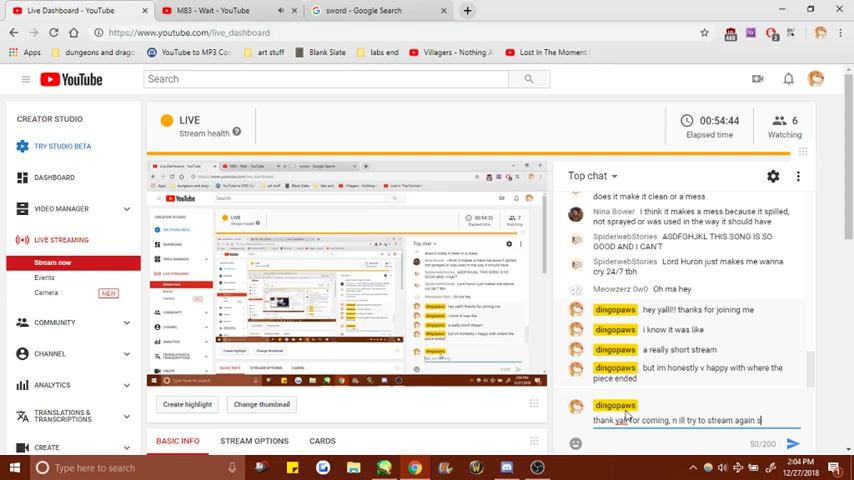 Live Dashboard - YouTube
M83 - Wait - YouTube
sword - Google Search
https://www.youtube.com/live_dashboard
Apps
dungeons and drago
YouTube to MP3 Co
art stuff
Blank Slate
labs end
Villagers - Nothing A
Lost In The Moment
YouTube
Search
CREATOR STUDIO
TRY STUDIO BETA
DASHBOARD
VIDEO MANAGER
LIVE STREAMING
Stream now
Events
Camera
NEW
COMMUNITY
CHANNEL
ANALYTICS
TRANSLATIONS &
TRANSCRIPTIONS
CREATE
LIVE
Stream health
00:54:44
Elapsed time
6
Watching
Create highlight
Change thumbnail
BASIC INFO
STREAM OPTIONS
CARDS
Top chat
does it make it clean or a mess
Nina Bower I think it makes a mess because it spilled,
not sprayed or was used in the way it should have
SpiderwebStories ASDFGHJKL THIS SONG IS SO
GOOD AND I CAN'T
SpiderwebStories Lord Huron just makes me wanna
cry 24/7 tbh
Meowzerz 0w0 Oh ma hey
dingopaws hey yalll!! thanks for joining me
dingopaws i know it was like
dingopaws a really short stream
dingopaws but im honestly v happy with where the
piece ended
dingopaws
thank yall for coming, n ill try to stream again s
50/200
Type here to search
2:04 PM
12/27/2018